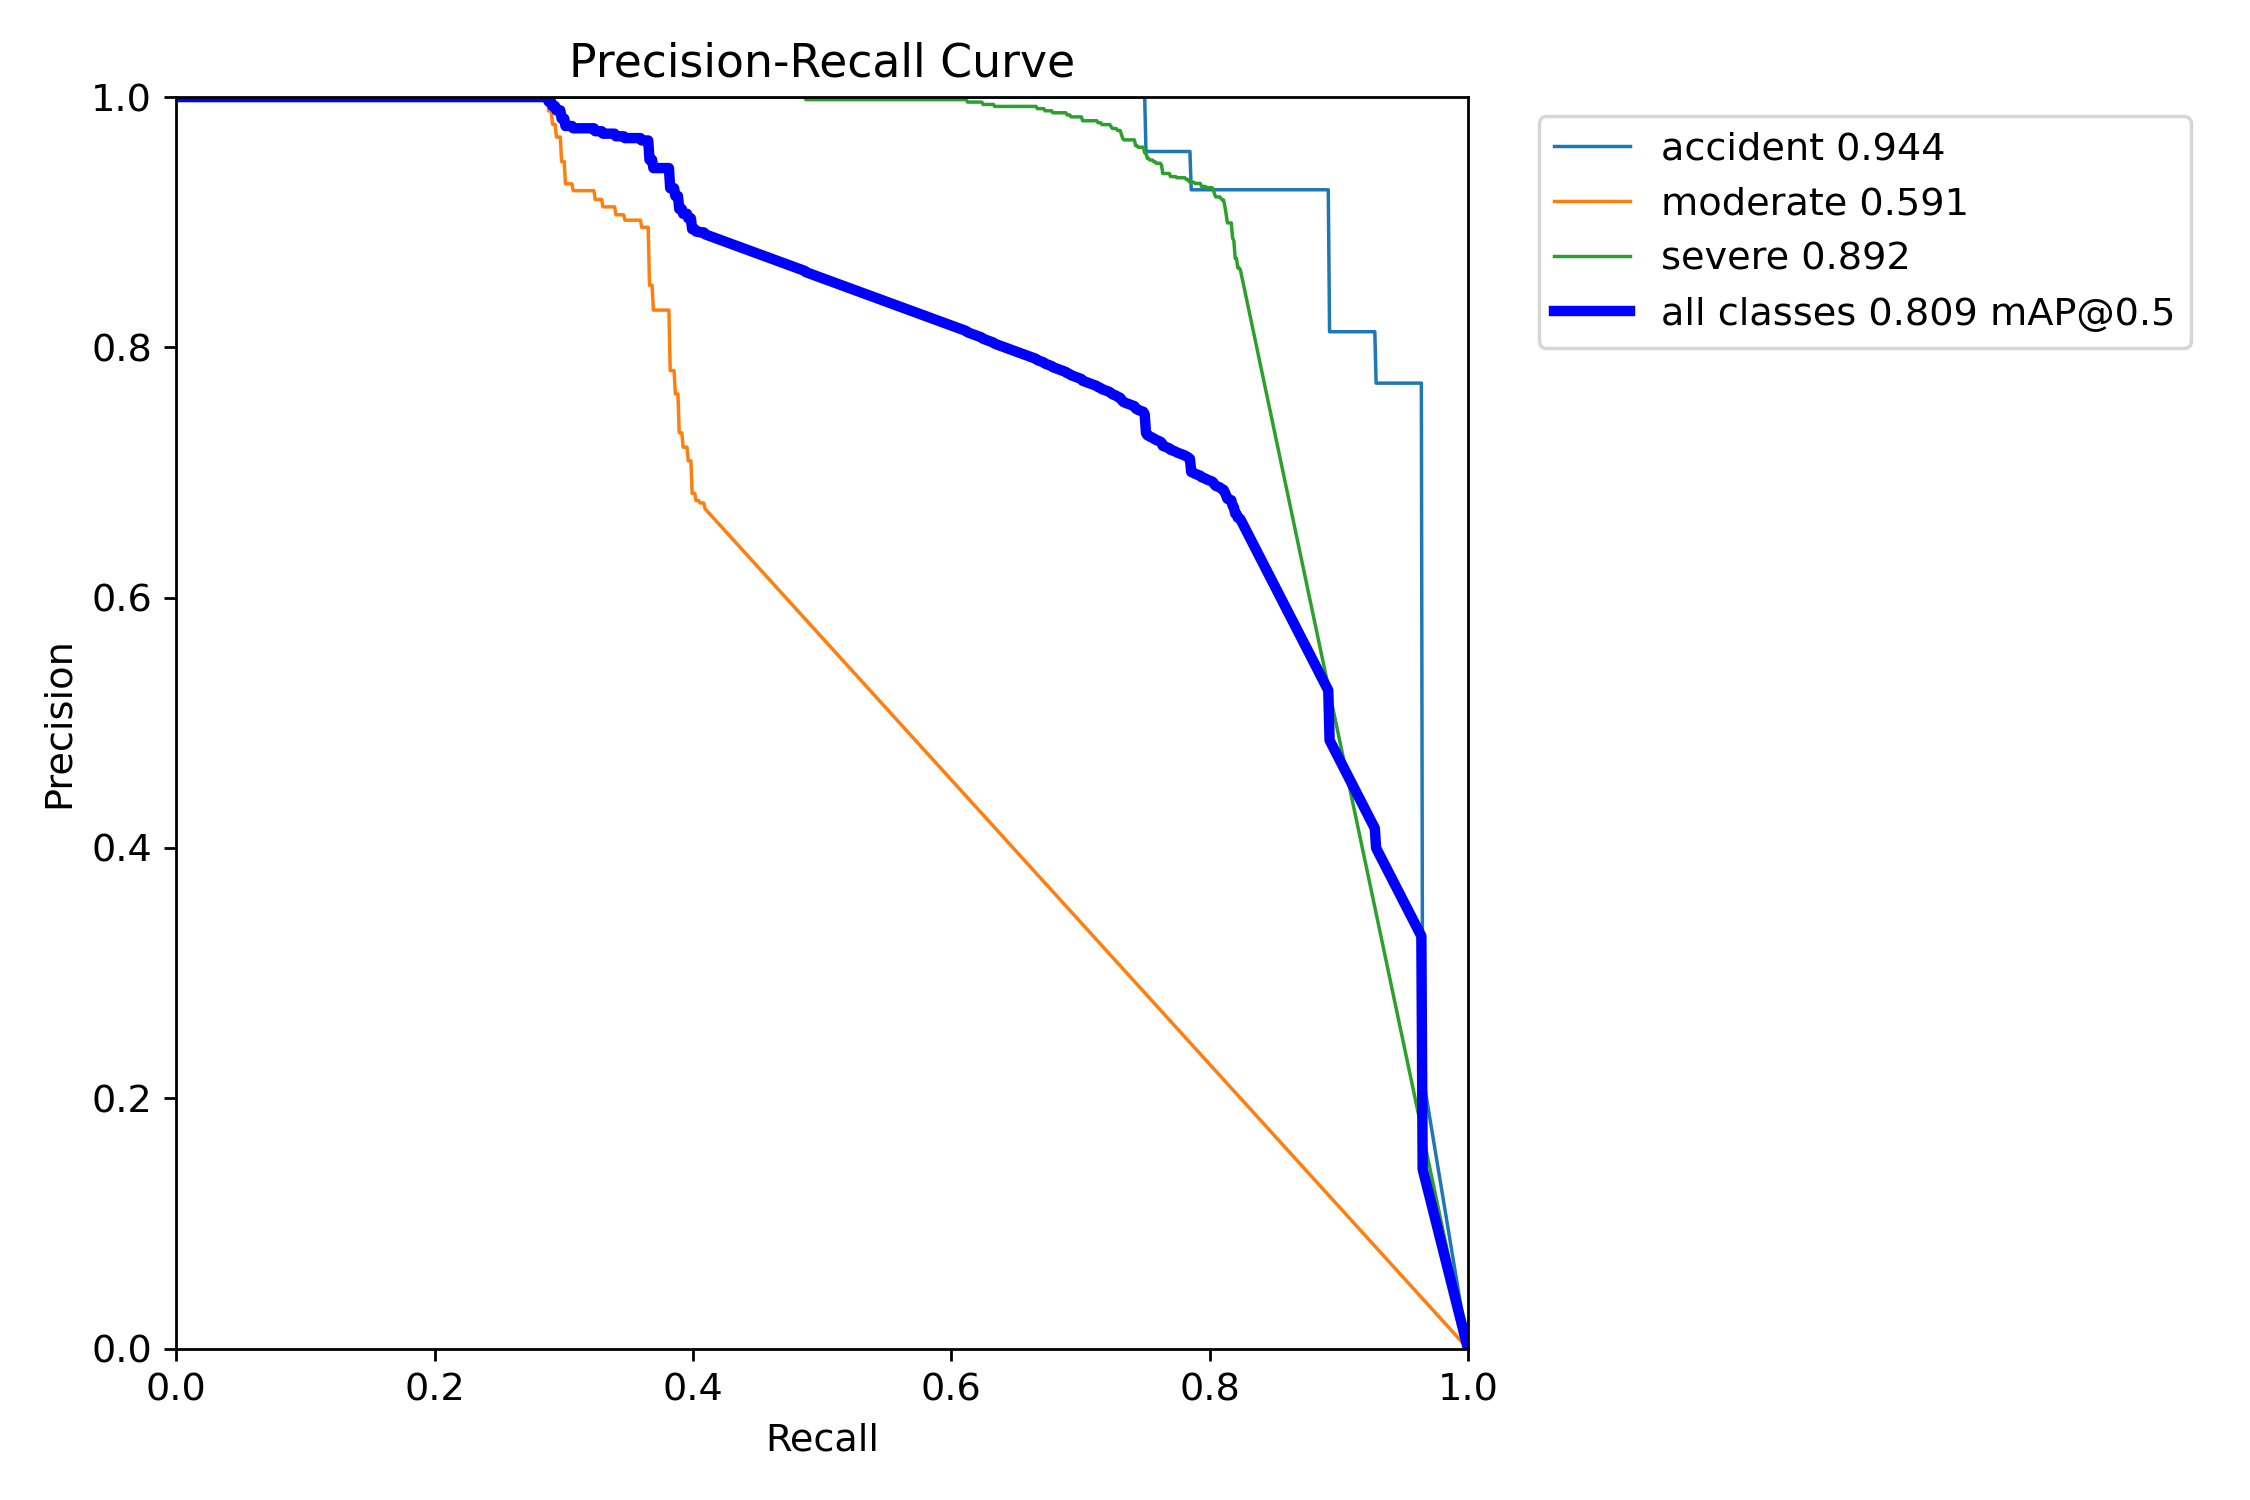 Precision-Recall Curve
1.0
0.8
0.6
0.4
0.2
0.0
Precision
0.0 0.2 0.4 0.6 0.8 1.0
Recall
accident 0.944
moderate 0.591
severe 0.892
all classes 0.809 mAP@0.5